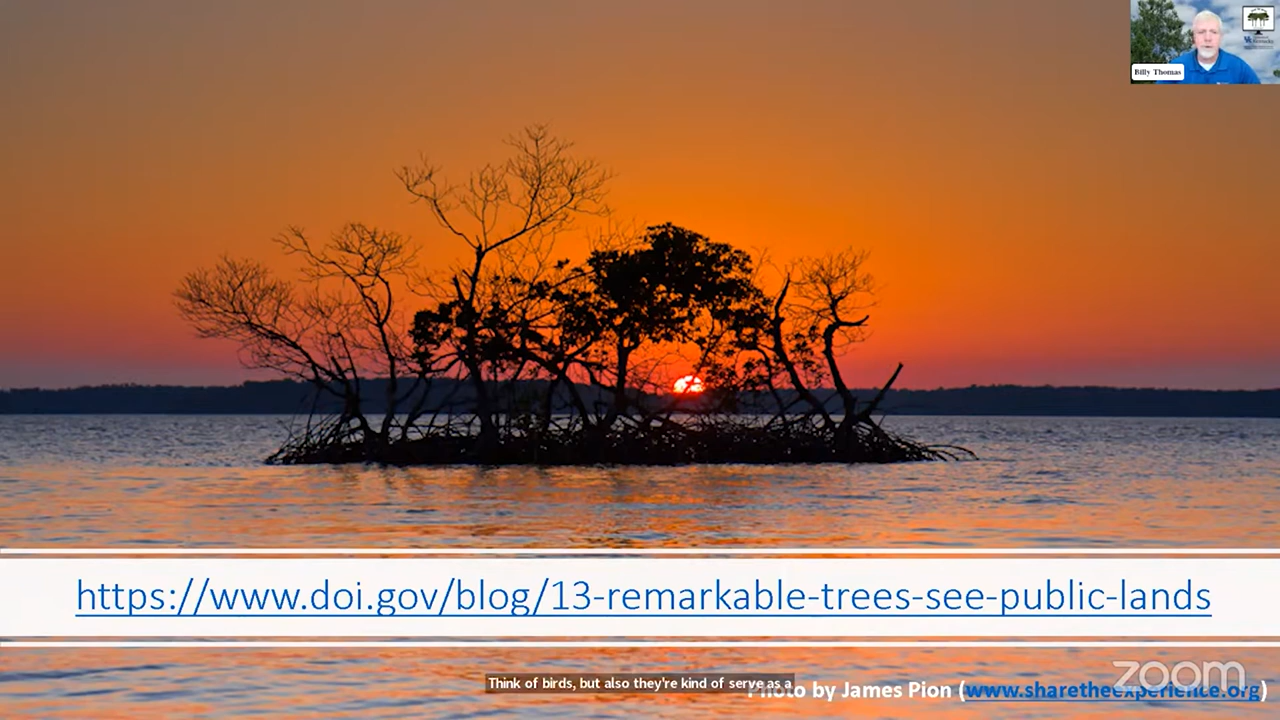 Billy Thomas
https://www.doi.gov/blog/13-remarkable-trees-see-public-lands
zoom
Think of birds, but also they're kind of serve as a
Photo by James Pion (www.sharetheexperience.org)